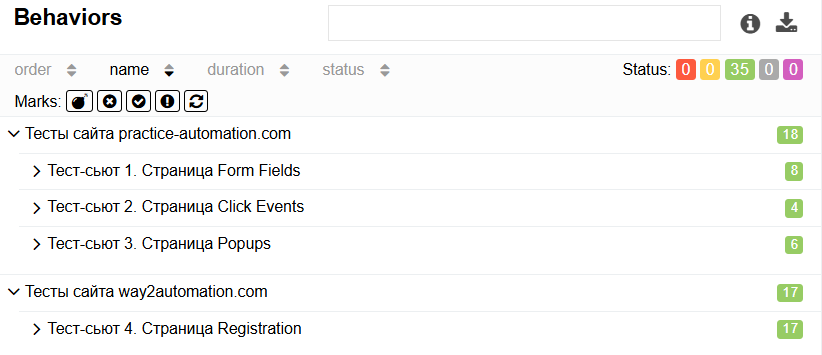 Behaviors
order name duration status Status: 0 0 35 0 0
Marks:
Тесты сайта practice-automation.com 18
Тест-сьют 1. Страница Form Fields 8
Тест-сьют 2. Страница Click Events 4
Тест-сьют 3. Страница Popups 6
Тесты сайта way2automation.com 17
Тест-сьют 4. Страница Registration 17